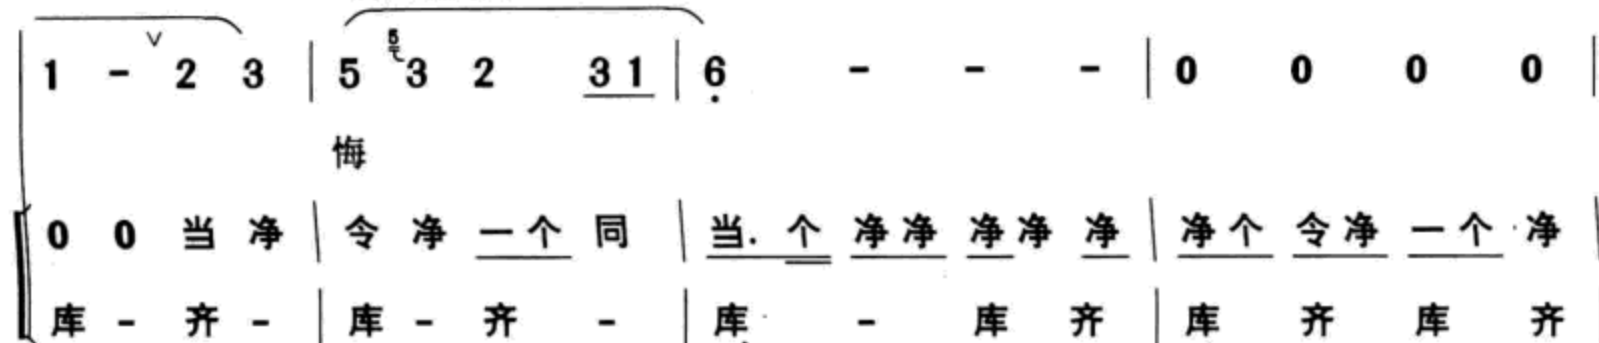 1 - 2 3 | 5 5 3 2 3 1 | 6 - - - | 0 0 0 0 |
悔
0 0 当 净 | 令 净 一 个 同 | 当. 个 净 净 净 净 净 | 净 个 令 净 一 个 净 |
库 - 齐 - | 库 - 齐 - | 库 - 库 齐 | 库 齐 库 齐